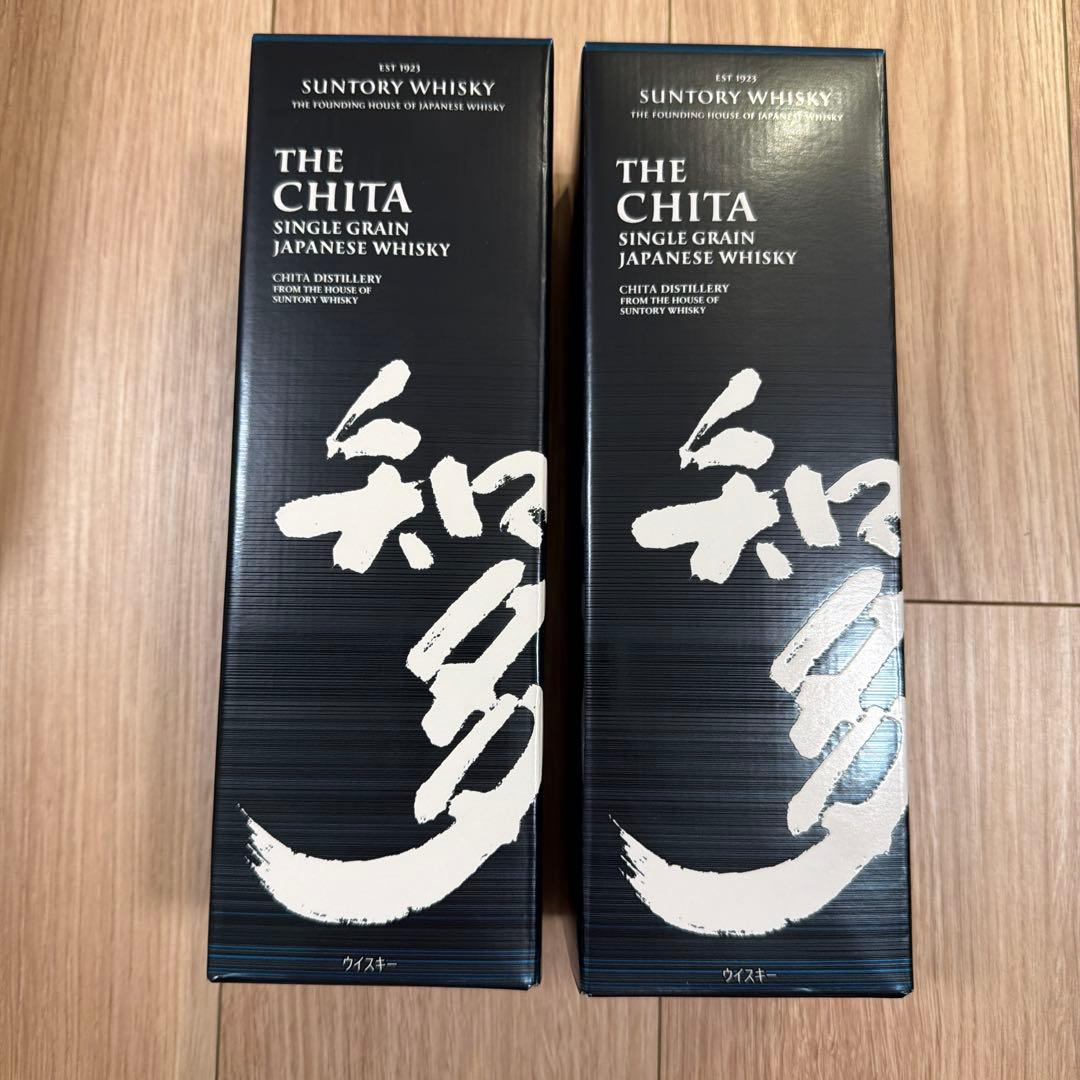 EST 1923
SUNTORY WHISKY
THE FOUNDING HOUSE OF JAPANESE WHISKY
THE
CHITA
SINGLE GRAIN
JAPANESE WHISKY
CHITA DISTILLERY
FROM THE HOUSE OF
SUNTORY WHISKY
知
多
ウイスキー
EST 1923
SUNTORY WHISKY
THE FOUNDING HOUSE OF JAPANESE WHISKY
THE
CHITA
SINGLE GRAIN
JAPANESE WHISKY
CHITA DISTILLERY
FROM THE HOUSE OF
SUNTORY WHISKY
知
多
ウイスキー